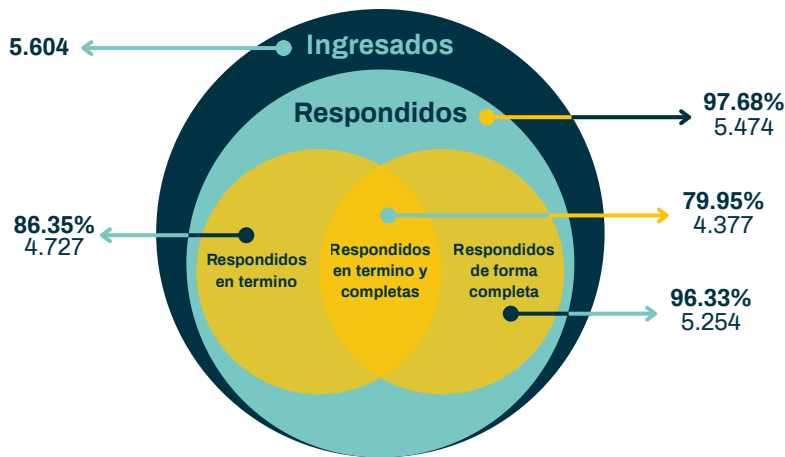 Ingresados
5.604
Respondidos
97.68%
5.474
79.95%
4.377
86.35%
4.727
Respondidos
en termino
Respondidos
en termino y
completas
Respondidos
de forma
completa
96.33%
5.254